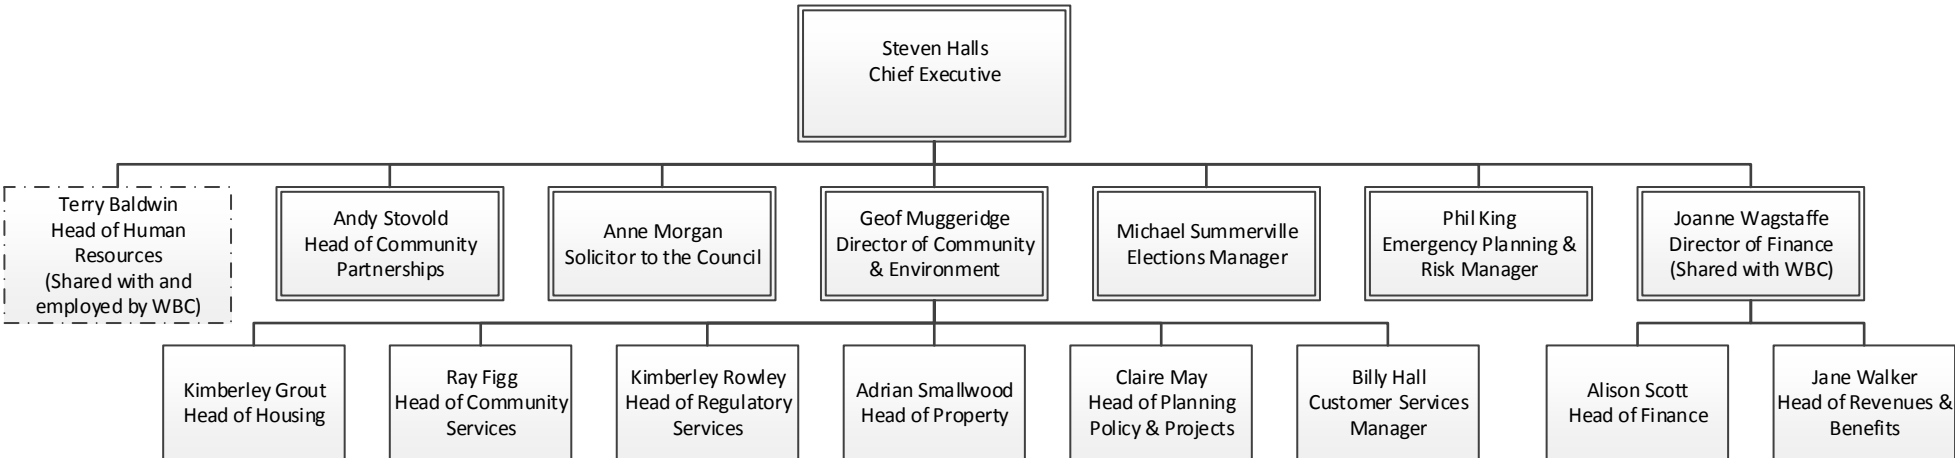 Steven Halls
Chief Executive
Terry Baldwin
Head of Human
Resources
(Shared with and
employed by WBC)
Andy Stovold
Head of Community
Partnerships
Anne Morgan
Solicitor to the Council
Geof Muggeridge
Director of Community
& Environment
Michael Summerville
Elections Manager
Phil King
Emergency Planning &
Risk Manager
Joanne Wagstaffe
Director of Finance
(Shared with WBC)
Kimberley Grout
Head of Housing
Ray Figg
Head of Community
Services
Kimberley Rowley
Head of Regulatory
Services
Adrian Smallwood
Head of Property
Claire May
Head of Planning
Policy & Projects
Billy Hall
Customer Services
Manager
Alison Scott
Head of Finance
Jane Walker
Head of Revenues &
Benefits